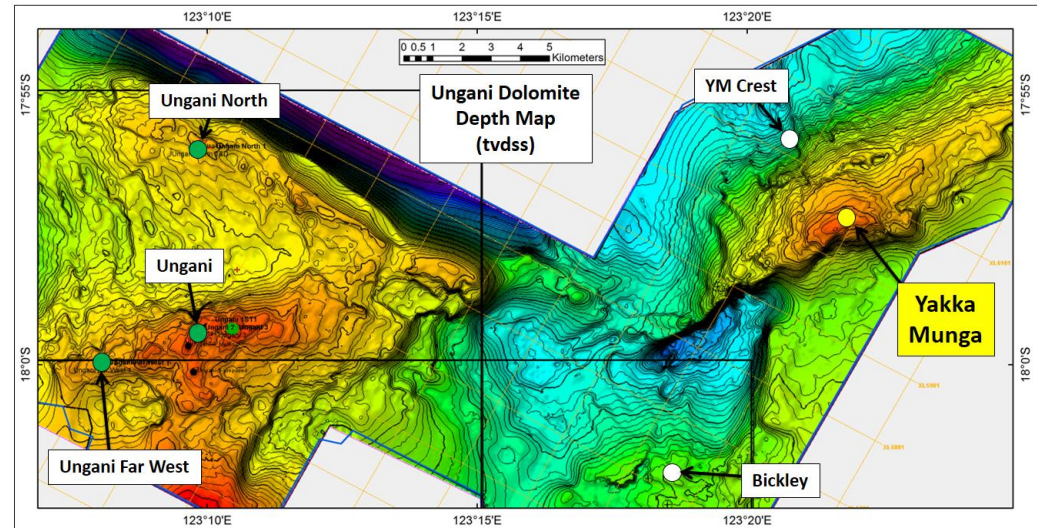 123°10'E
123°15'E
123°20'E
0 0.5 1 2 3 4 5
Kilometers
17°55'S
17°55'S
Ungani North
Ungani Dolomite
Depth Map
(tvdss)
YM Crest
Ungani
Yakka
Munga
18°0'S
18°0'S
Ungani Far West
Bickley
123°10'E
123°15'E
123°20'E